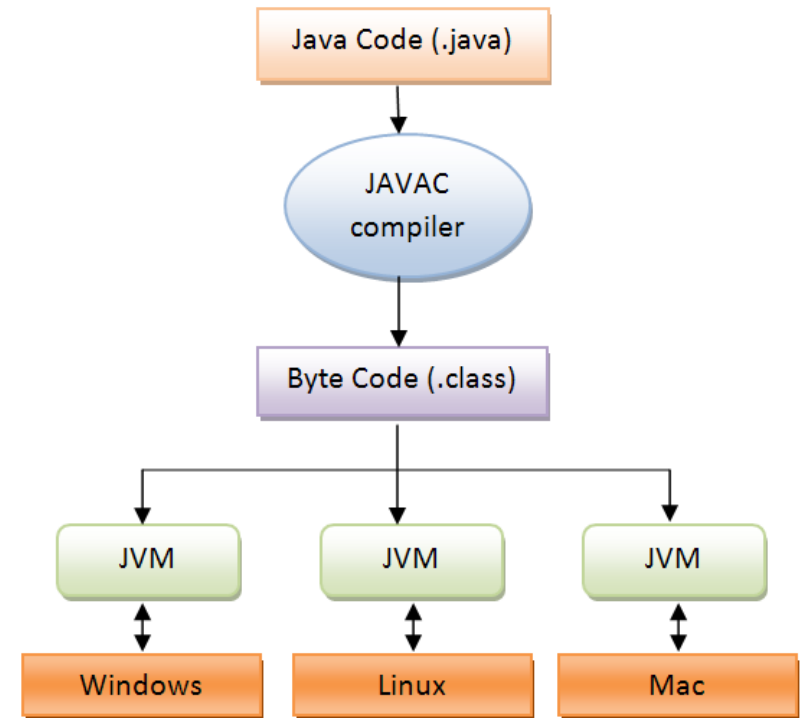 Java Code (.java)
JAVAC
compiler
Byte Code (.class)
JVM
JVM
JVM
Windows
Linux
Mac